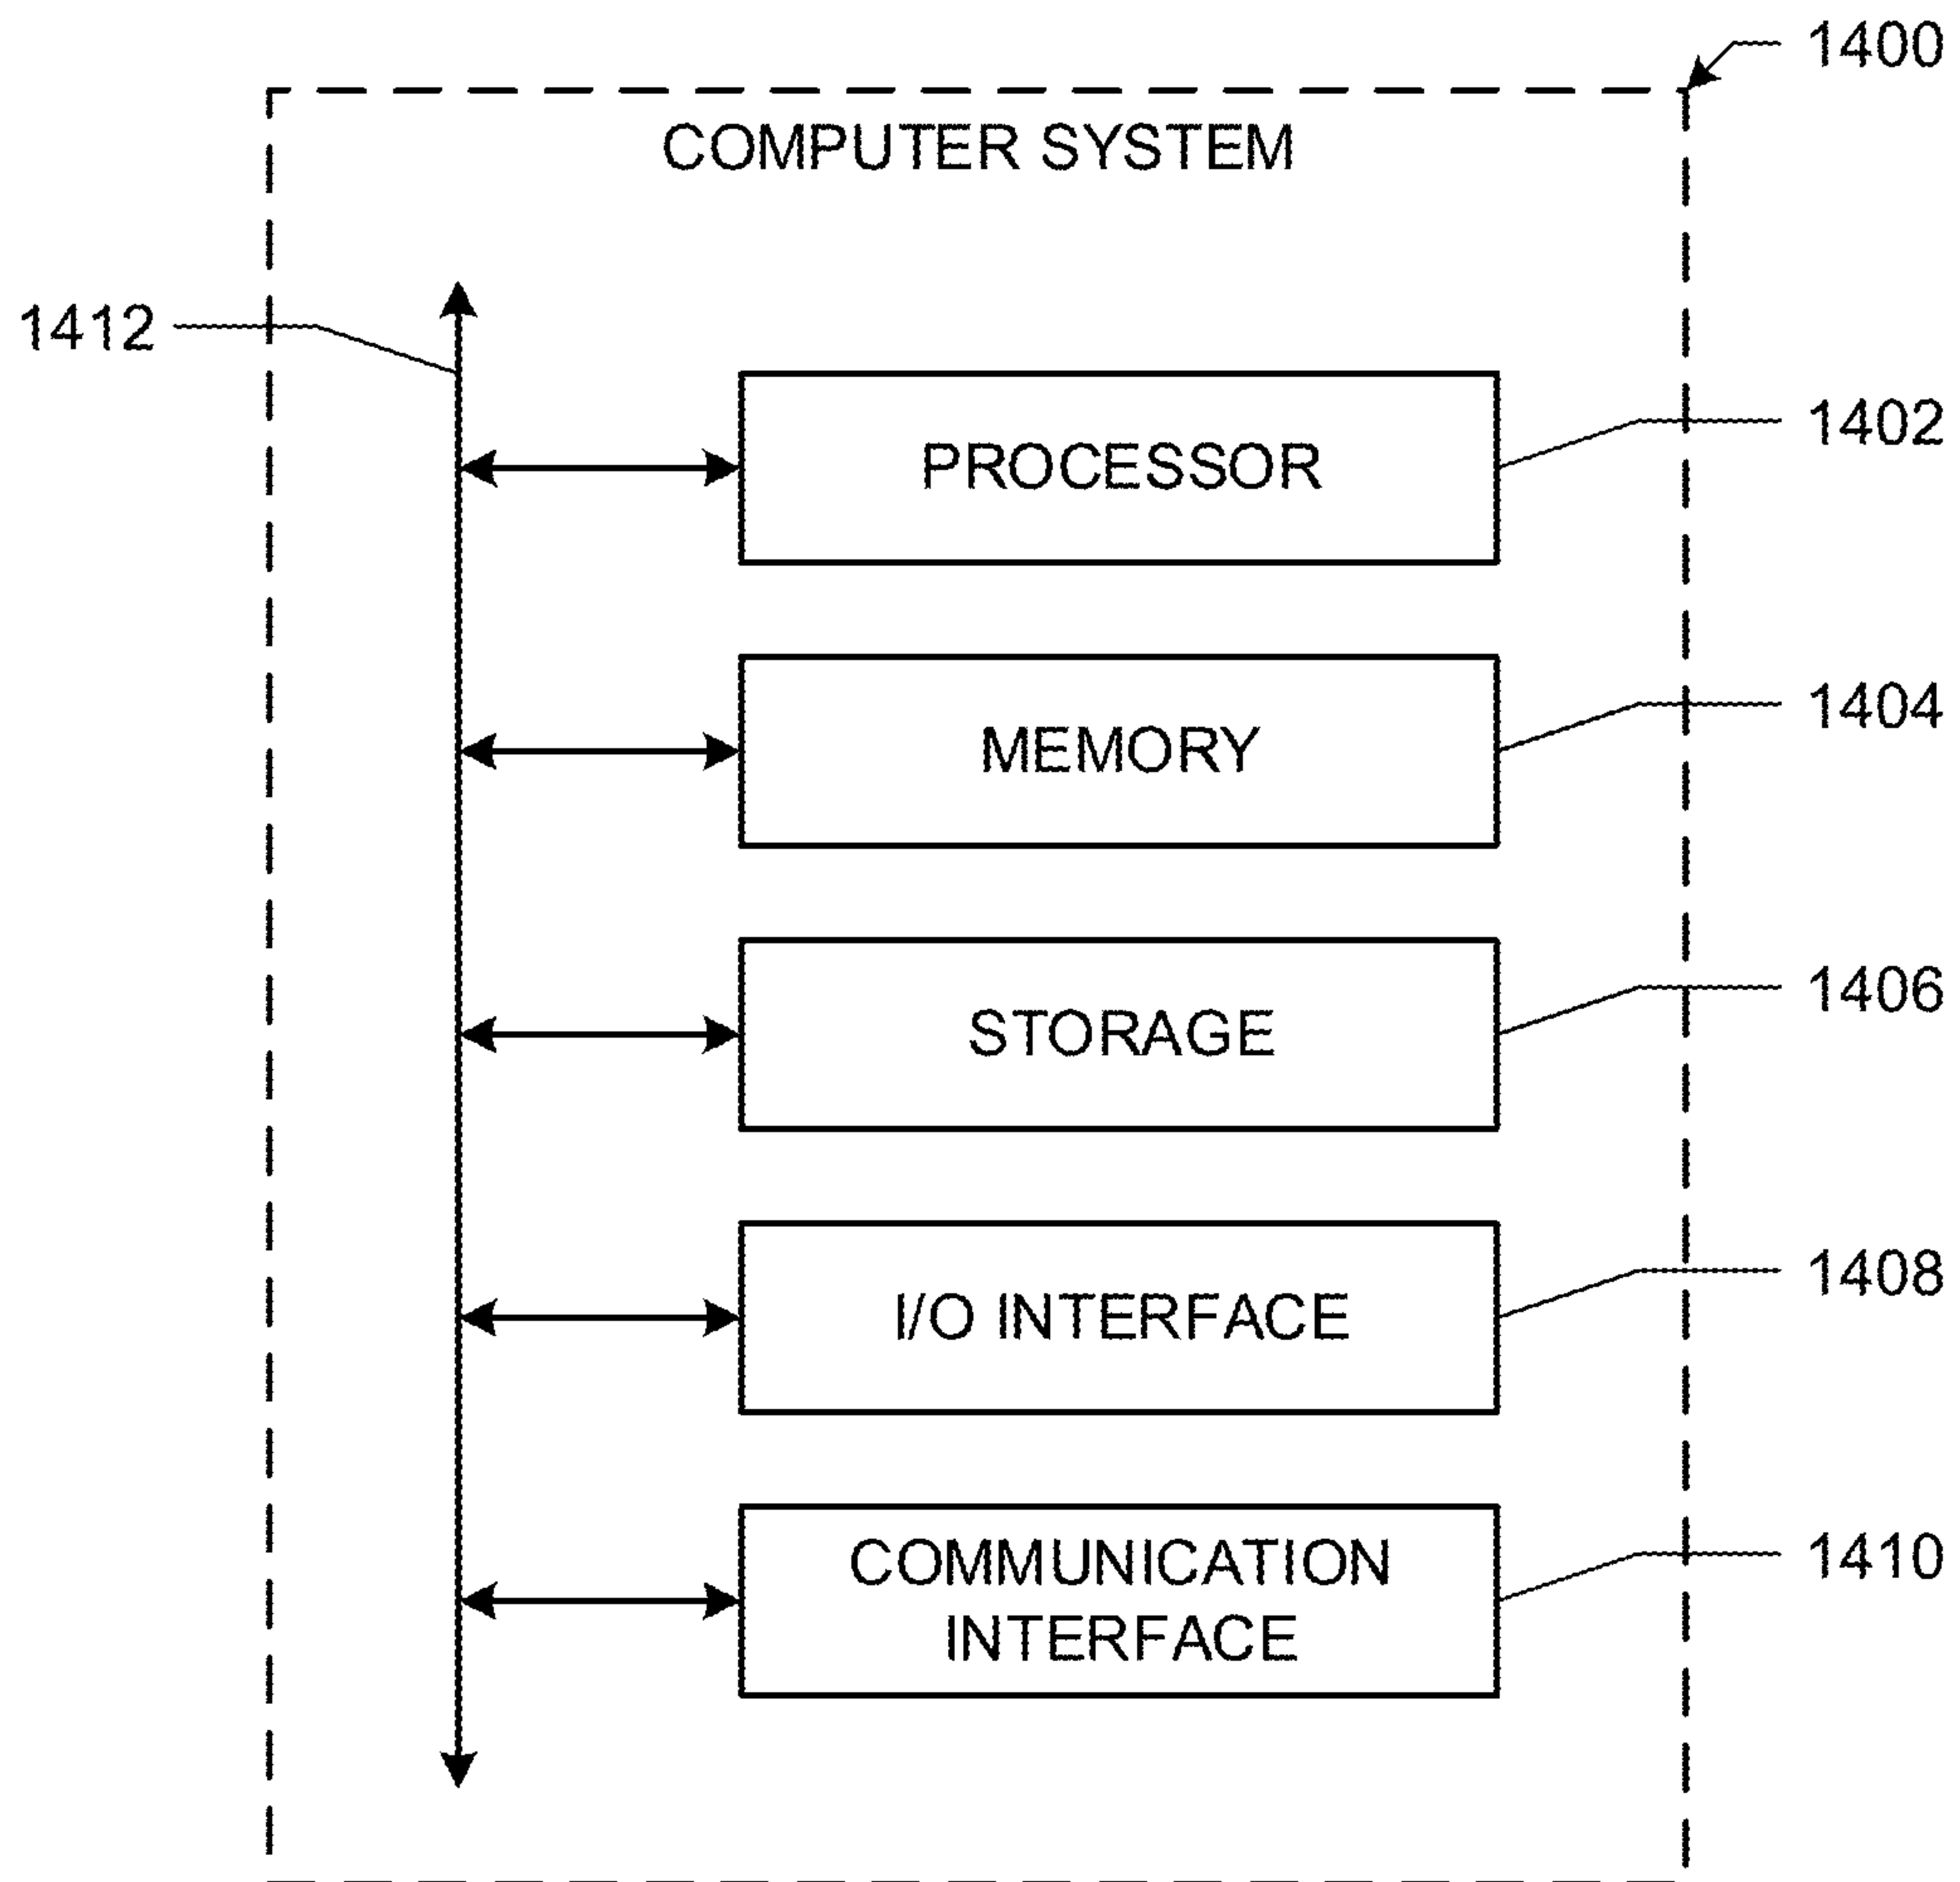 1400
COMPUTER SYSTEM
1412
PROCESSOR
1402
MEMORY
1404
STORAGE
1406
I/O INTERFACE
1408
COMMUNICATION
INTERFACE
1410